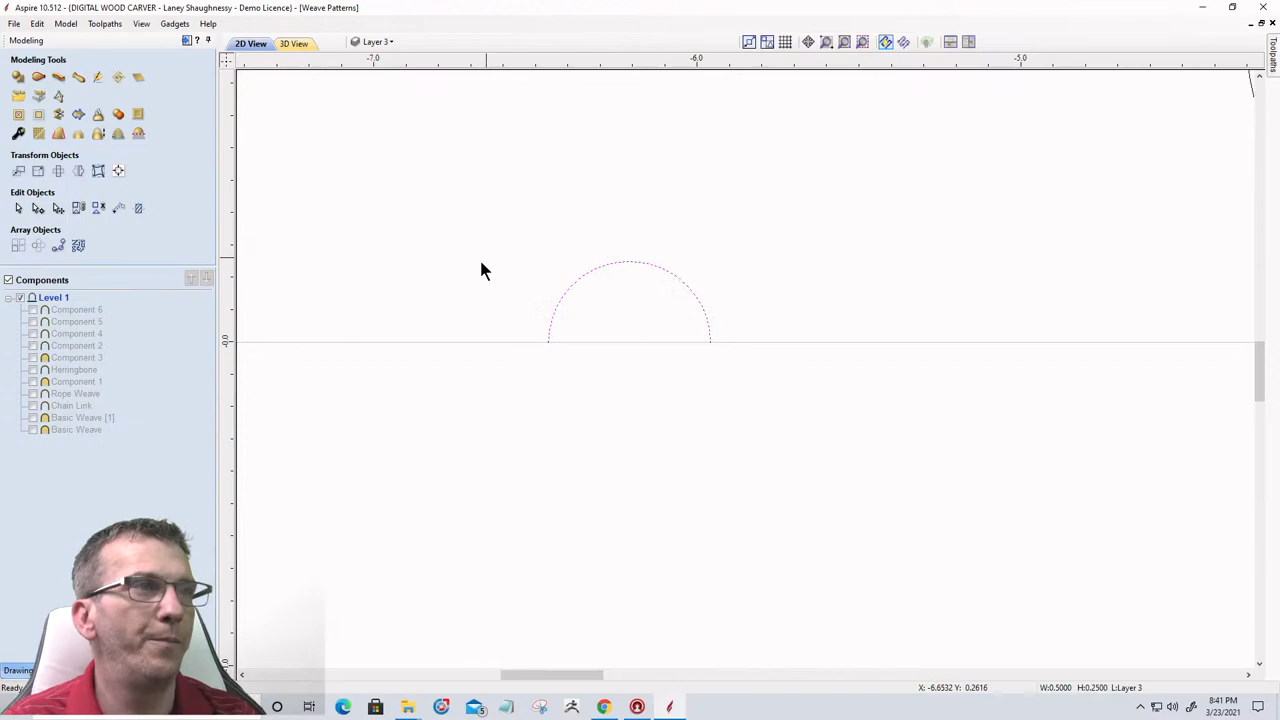 Aspire 10.512 - (DIGITAL WOOD CARVER - Laney Shaughnessy - Demo Licence) - [Weave Patterns]
File Edit Model Toolpaths View Gadgets Help
Modeling ?
2D View 3D View Layer 3
Toolpaths
-7.0 -6.0 -5.0
Modeling Tools
Transform Objects
Edit Objects
Array Objects
Components
Level 1
Component 6
Component 5
Component 4
Component 2
Component 3
Herringbone
Component 1
Rope Weave
Chain Link
Basic Weave [1]
Basic Weave
-0.0
Drawing
X: -6.6532 Y: 0.2616 W:0.5000 H:0.2500 L:Layer 3
5
8:41 PM
3/23/2021